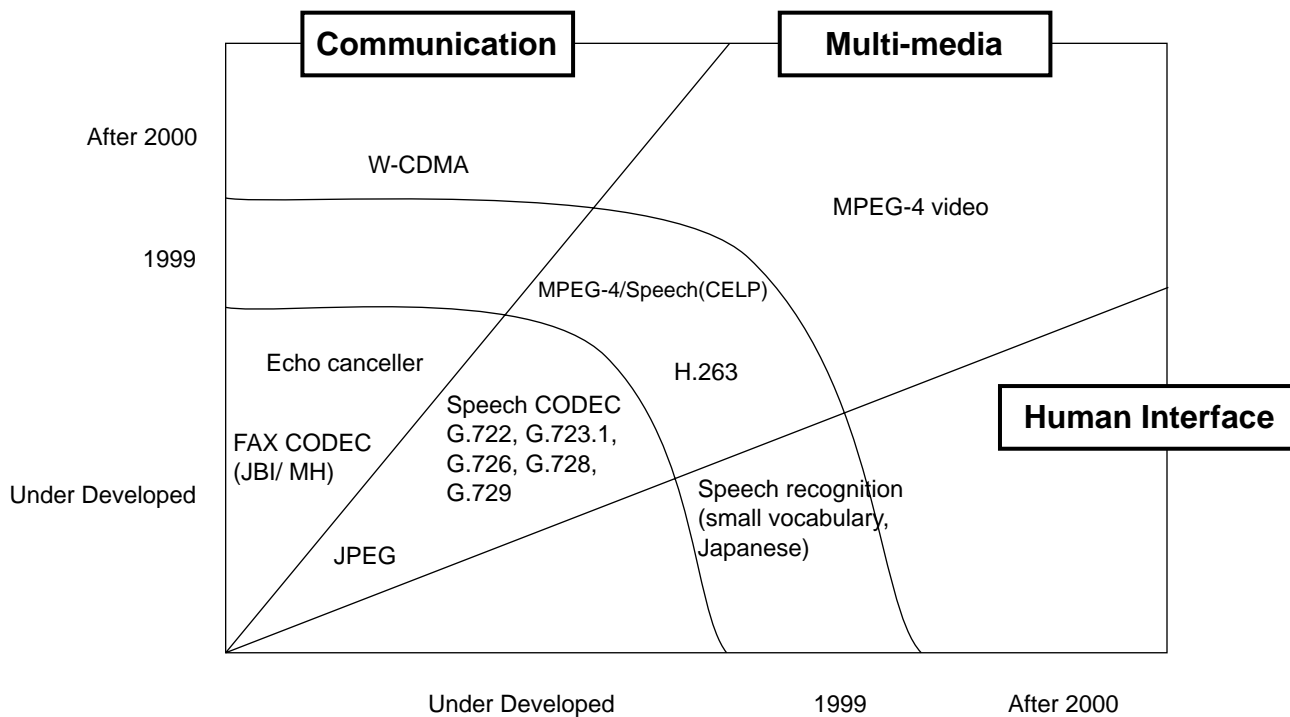 Communication
Multi-media
After 2000
W-CDMA
MPEG-4 video
1999
MPEG-4/Speech(CELP)
Echo canceller
H.263
Speech CODEC
G.722, G.723.1,
G.726, G.728,
G.729
Human Interface
FAX CODEC
(JBI/ MH)
Under Developed
Speech recognition
(small vocabulary,
Japanese)
JPEG
Under Developed
1999
After 2000